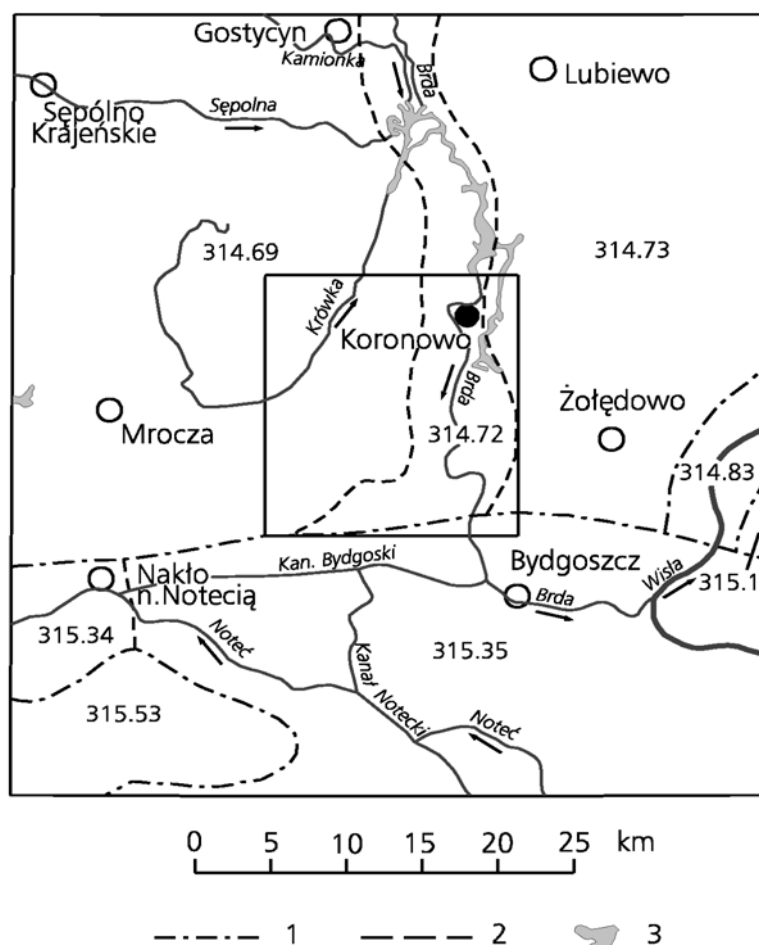 Gostycyn
Kamionka
Brda
Lubiewo
Sępólno
Krajeńskie
Sępolna
314.69
314.73
Krówka
Koronowo
Brda
Mrocza
Żołędowo
314.72
314.83
Kan. Bydgoski
Bydgoszcz
Wisła
315.1
Nakło
n.Notecią
Brda
315.34
Noteć
315.35
Kanał Notecki
315.53
Noteć
0 5 10 15 20 25 km
1 2 3